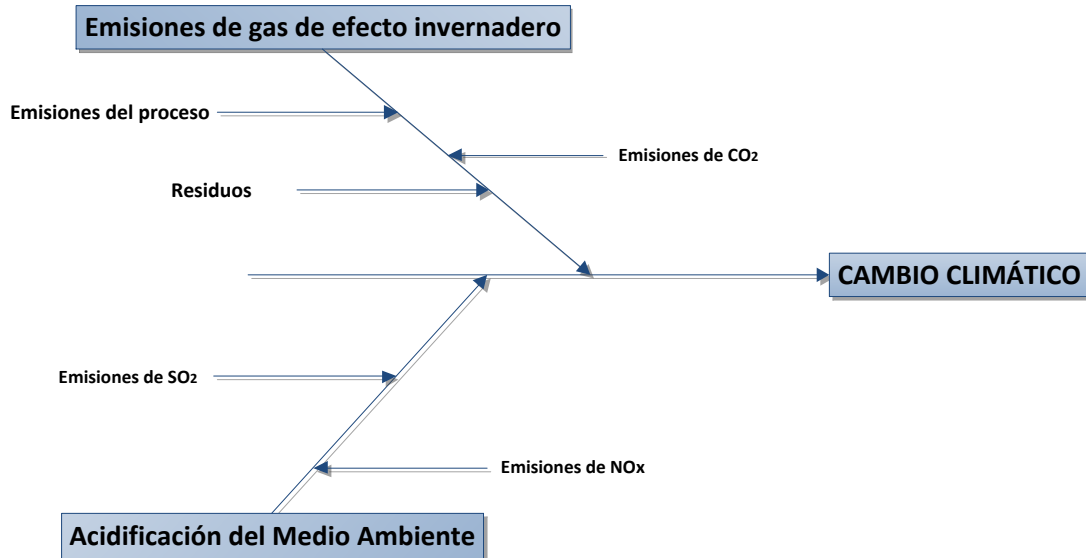 Emisiones de gas de efecto invernadero
Emisiones del proceso
Emisiones de CO₂
Residuos
CAMBIO CLIMÁTICO
Emisiones de SO₂
Emisiones de NOx
Acidificación del Medio Ambiente